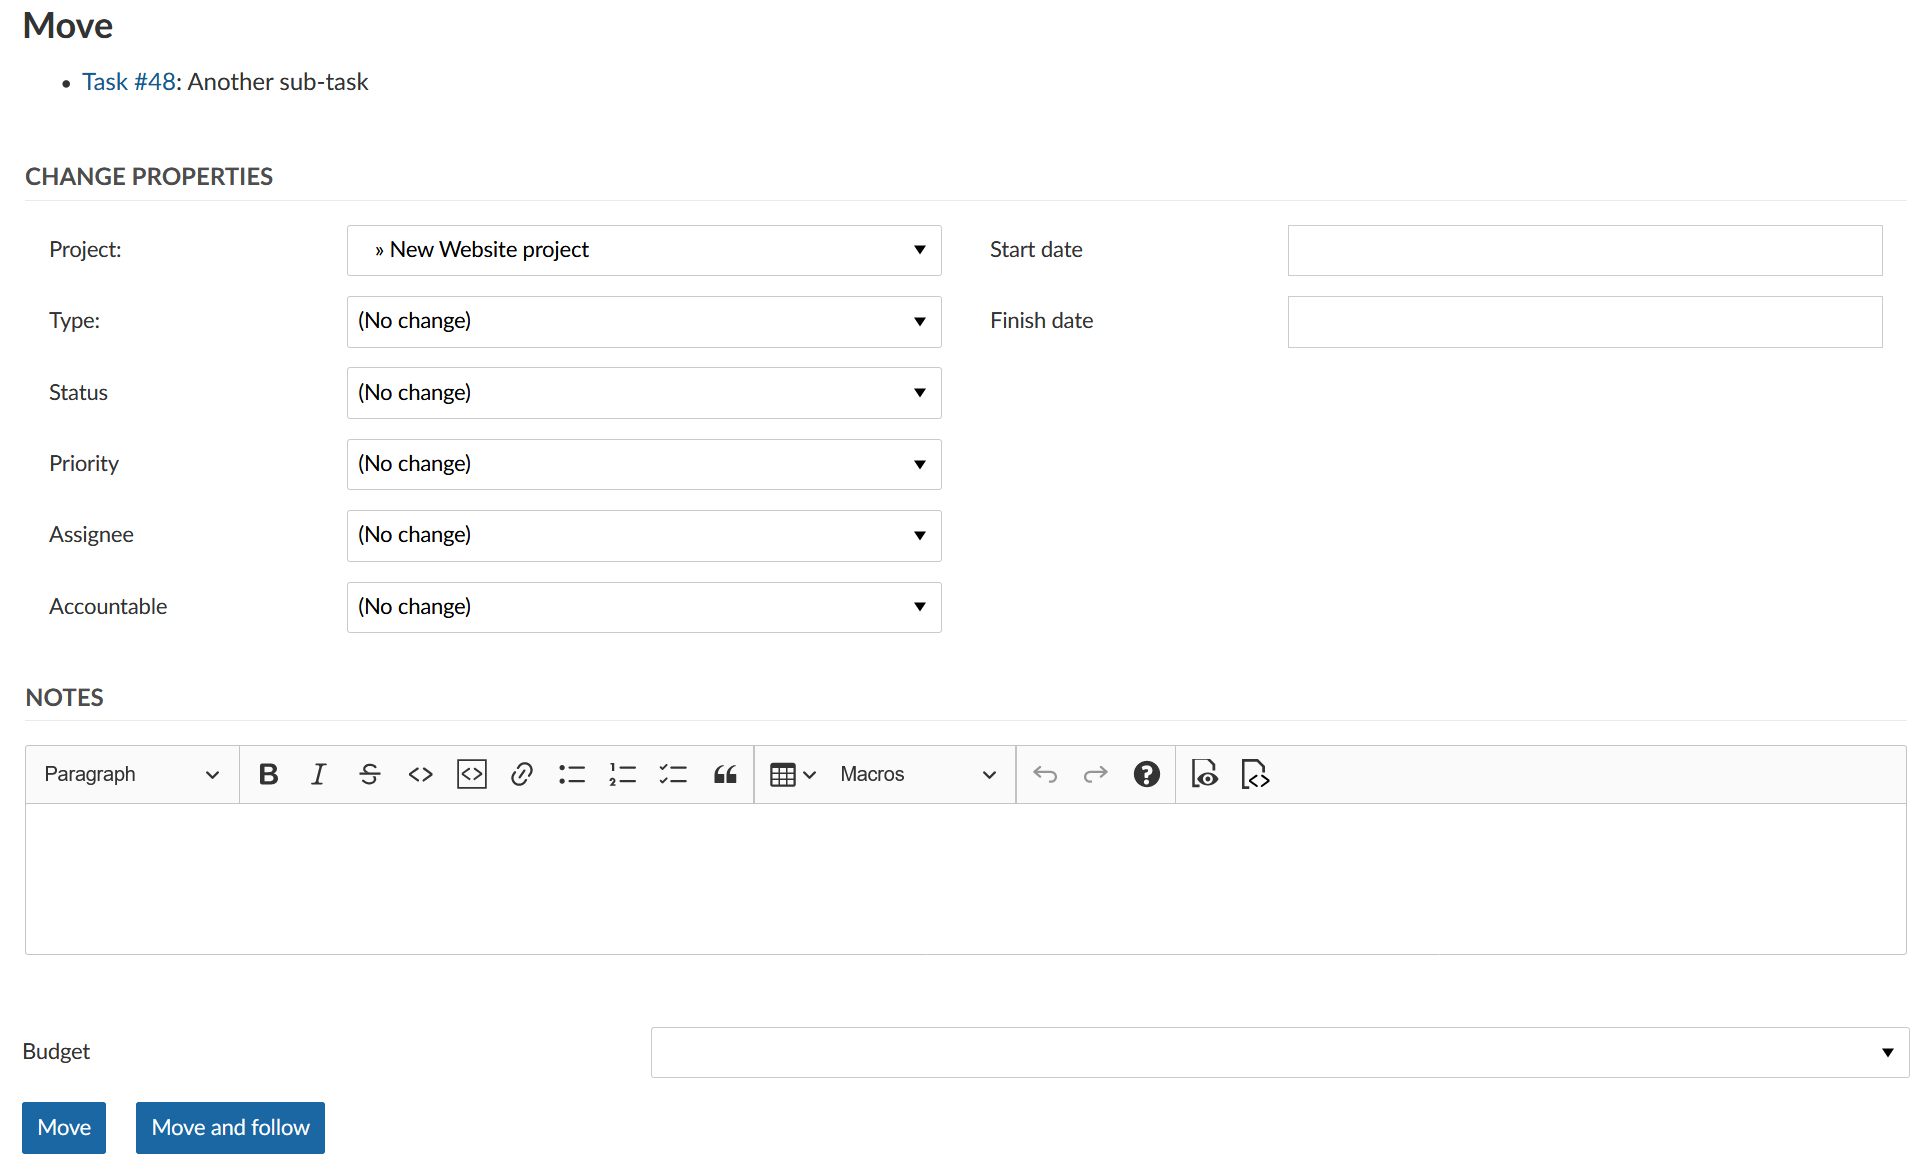 Move
Task #48: Another sub-task
CHANGE PROPERTIES
Project:
» New Website project
Start date
Type:
(No change)
Finish date
Status
(No change)
Priority
(No change)
Assignee
(No change)
Accountable
(No change)
NOTES
Paragraph
Macros
Budget
Move
Move and follow